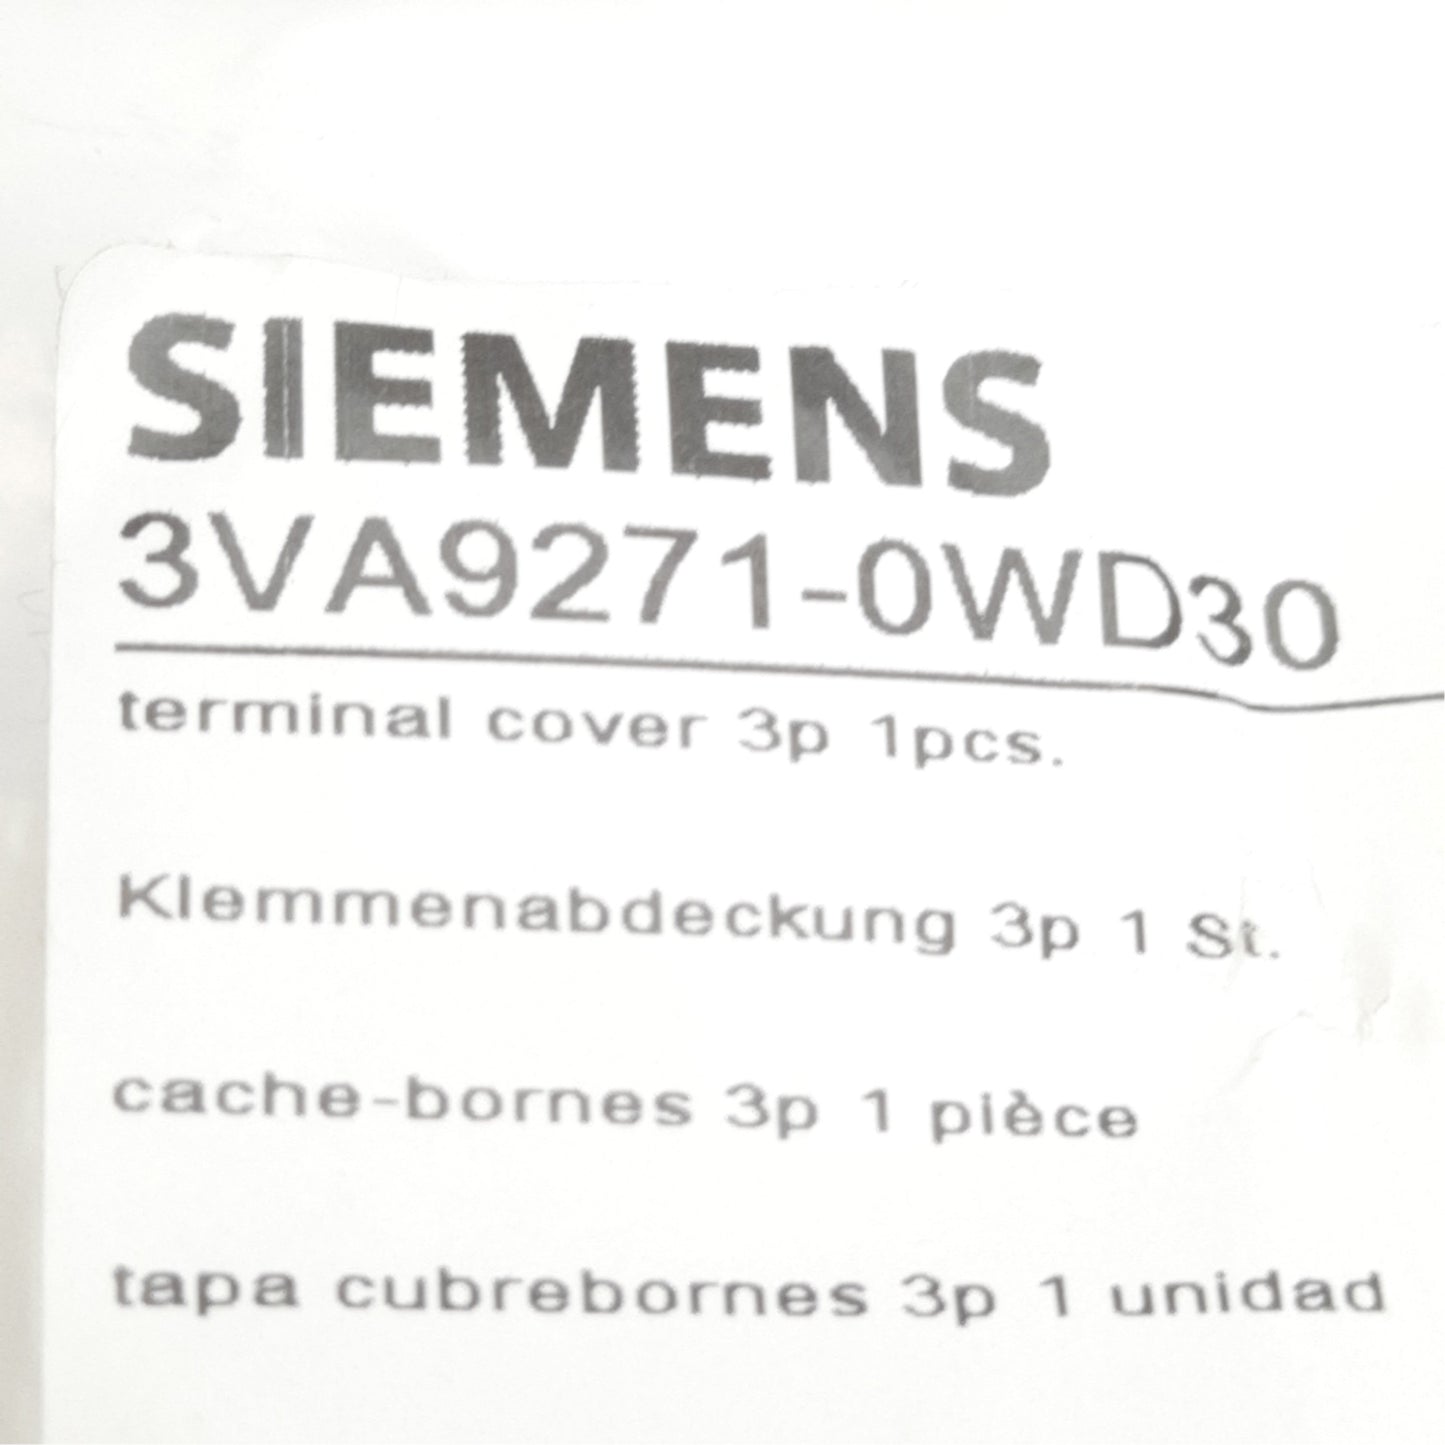 SIEMENS
3VA9271-0WD30
terminal cover 3p 1pcs.
Klemmenabdeckung 3p 1 St.
cache-bornes 3p 1 pièce
tapa cubrebornes 3p 1 unidad